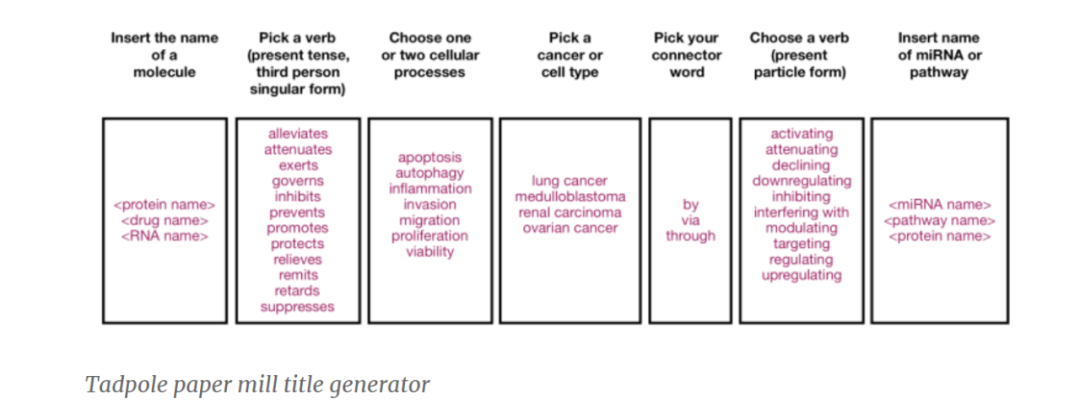 Insert the name
of a
molecule
Pick a verb
(present tense,
third person
singular form)
Choose one
or two cellular
processes
Pick a
cancer or
cell type
Pick your
connector
word
Choose a verb
(present
particle form)
Insert name
of miRNA or
pathway
<protein name>
<drug name>
<RNA name>
alleviates
attenuates
exerts
governs
inhibits
prevents
promotes
protects
relieves
remits
retards
suppresses
apoptosis
autophagy
inflammation
invasion
migration
proliferation
viability
lung cancer
medulloblastoma
renal carcinoma
ovarian cancer
by
via
through
activating
attenuating
declining
downregulating
inhibiting
interfering with
modulating
targeting
regulating
upregulating
<miRNA name>
<pathway name>
<protein name>
Tadpole paper mill title generator